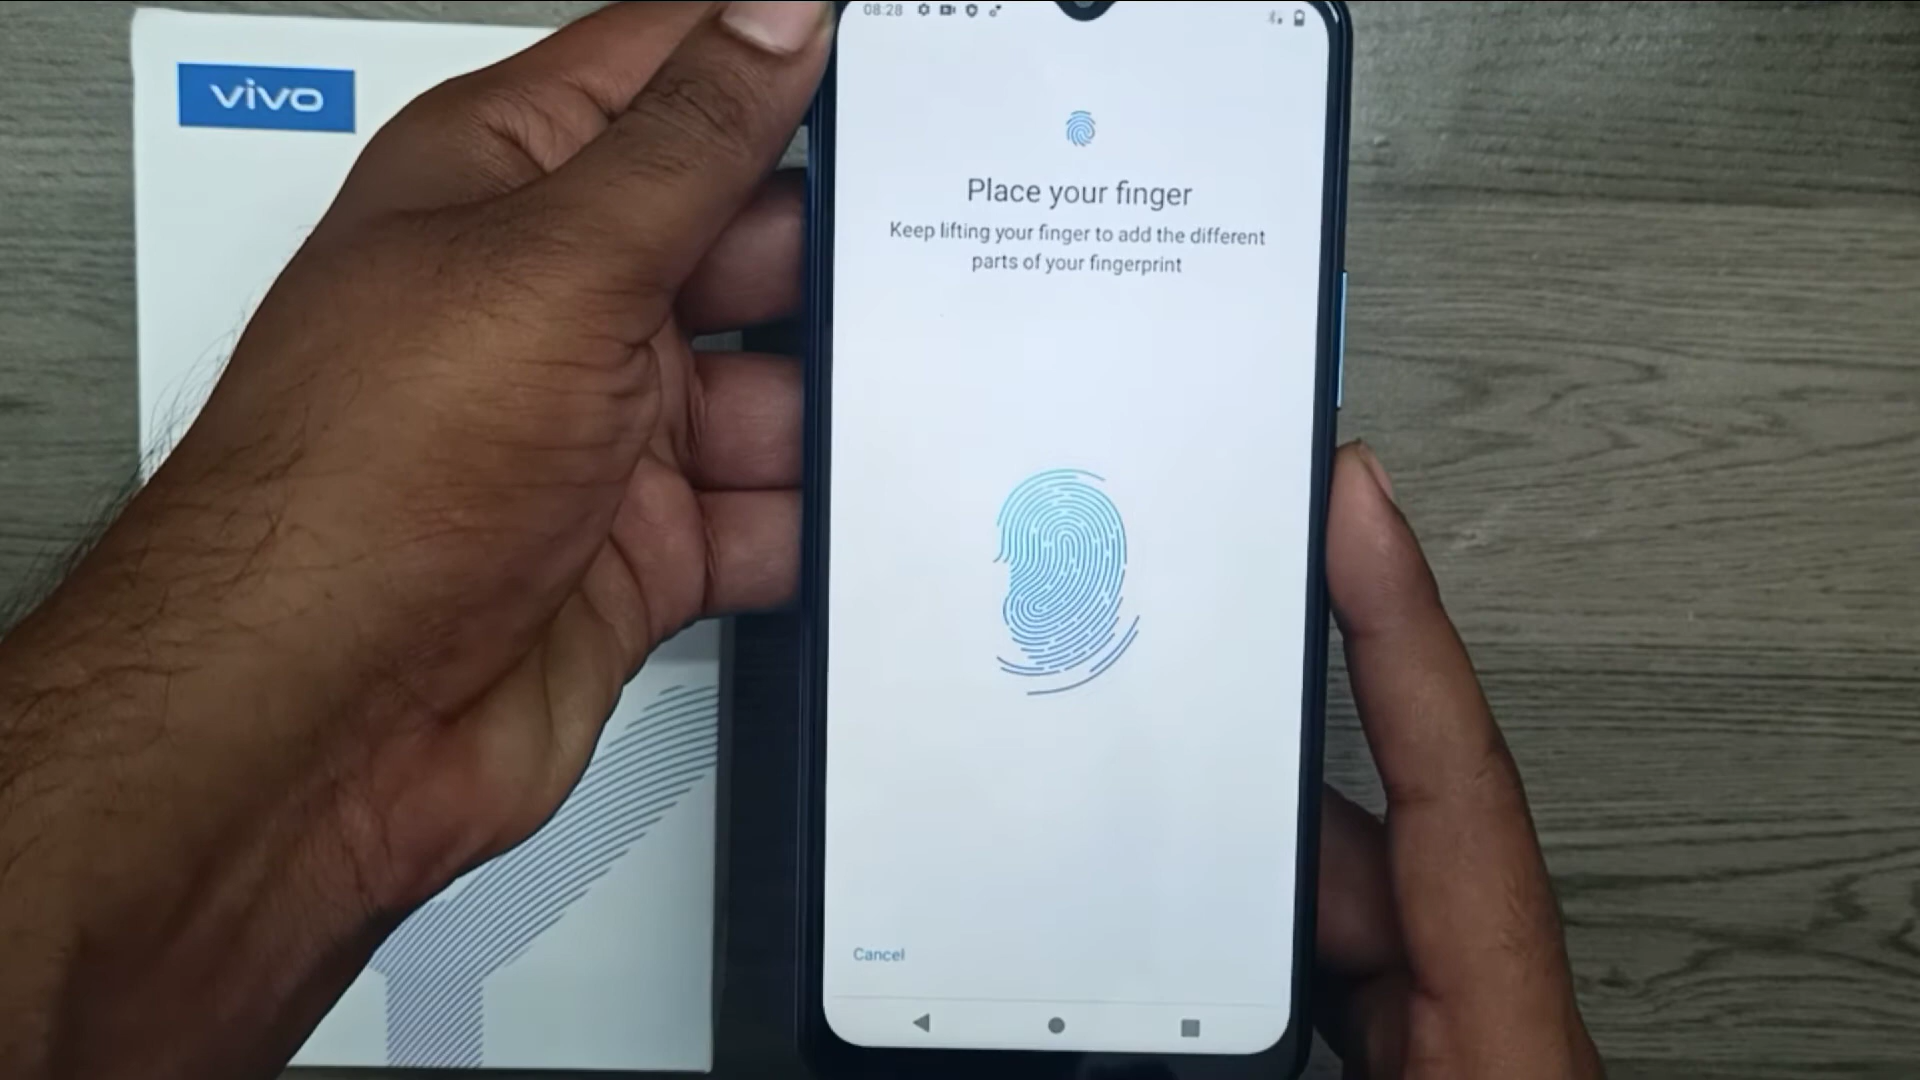 vivo
08:28
Place your finger
Keep lifting your finger to add the different
parts of your fingerprint
Cancel